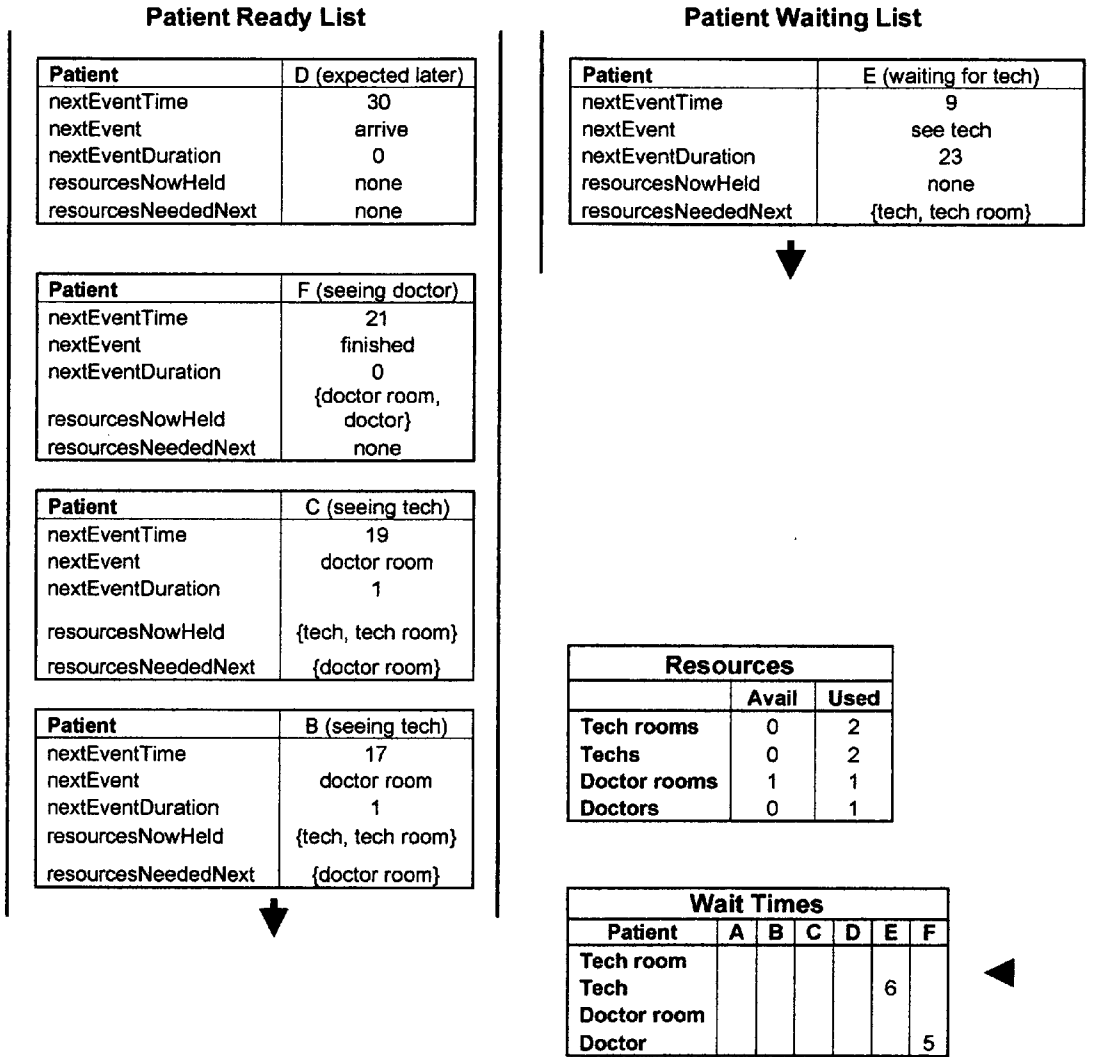 Patient Ready List
Patient D (expected later)
nextEventTime 30
nextEvent arrive
nextEventDuration 0
resourcesNowHeld none
resourcesNeededNext none
Patient F (seeing doctor)
nextEventTime 21
nextEvent finished
nextEventDuration 0
{doctor room,
resourcesNowHeld doctor}
resourcesNeededNext none
Patient C (seeing tech)
nextEventTime 19
nextEvent doctor room
nextEventDuration 1
resourcesNowHeld {tech, tech room}
resourcesNeededNext {doctor room}
Patient B (seeing tech)
nextEventTime 17
nextEvent doctor room
nextEventDuration 1
resourcesNowHeld {tech, tech room}
resourcesNeededNext {doctor room}
Patient Waiting List
Patient E (waiting for tech)
nextEventTime 9
nextEvent see tech
nextEventDuration 23
resourcesNowHeld none
resourcesNeededNext {tech, tech room}
Resources
Avail Used
Tech rooms 0 2
Techs 0 2
Doctor rooms 1 1
Doctors 0 1
Wait Times
Patient A B C D E F
Tech room
Tech 6
Doctor room
Doctor 5